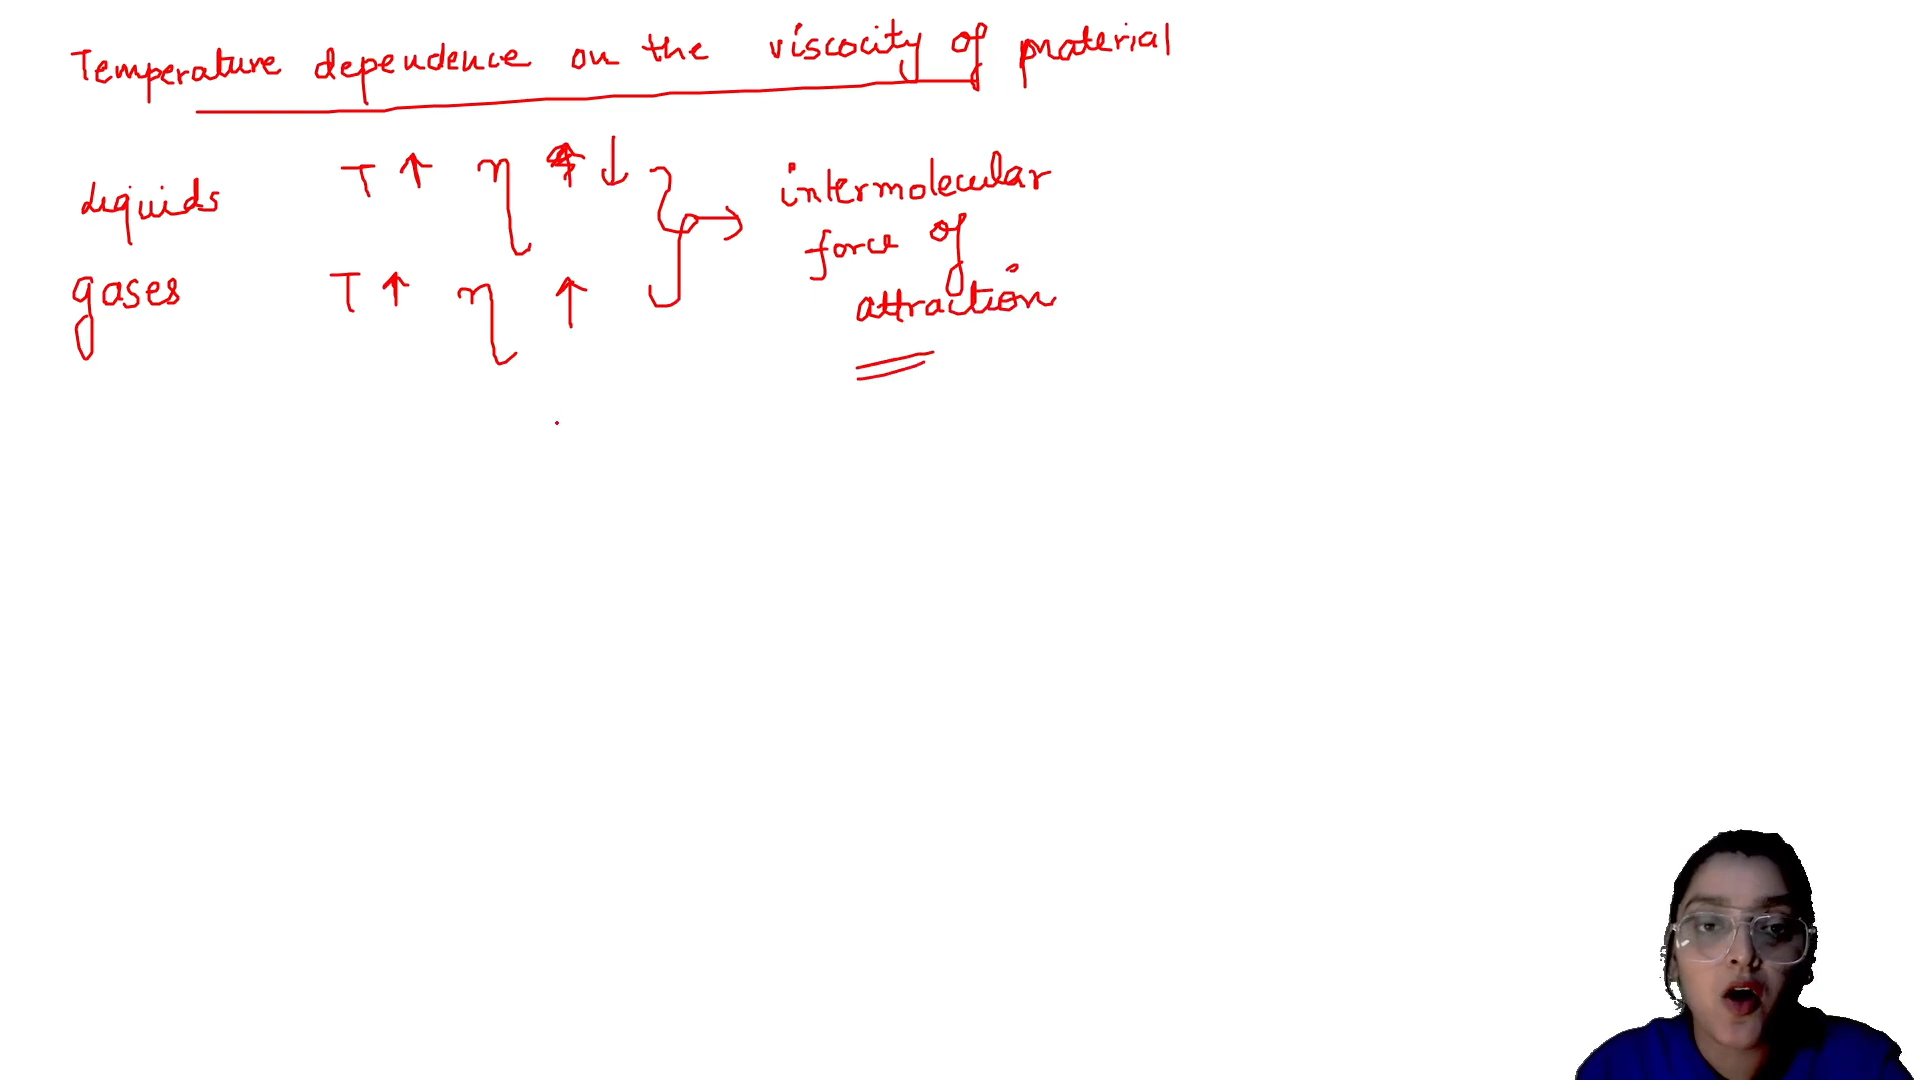 Temperature dependence on the viscocity of material
liquids T ↑ η ↓
gases T ↑ η ↑
intermolecular
force of
attraction